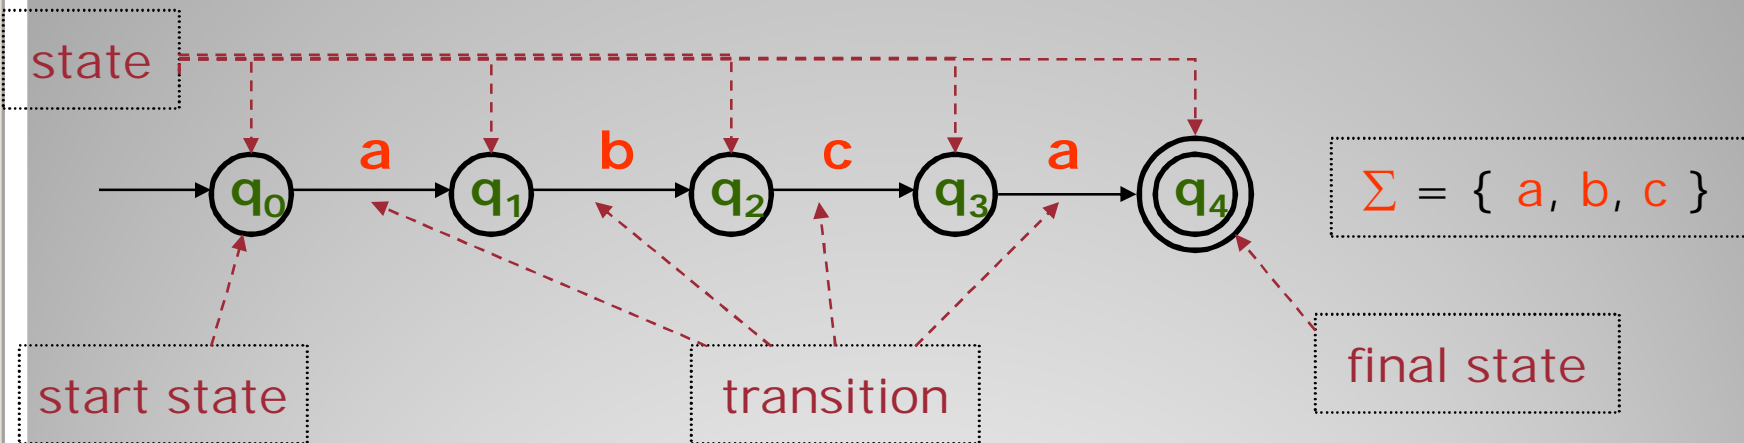 state
a b c a
q₀ q₁ q₂ q₃ q₄
Σ = { a, b, c }
start state
transition
final state